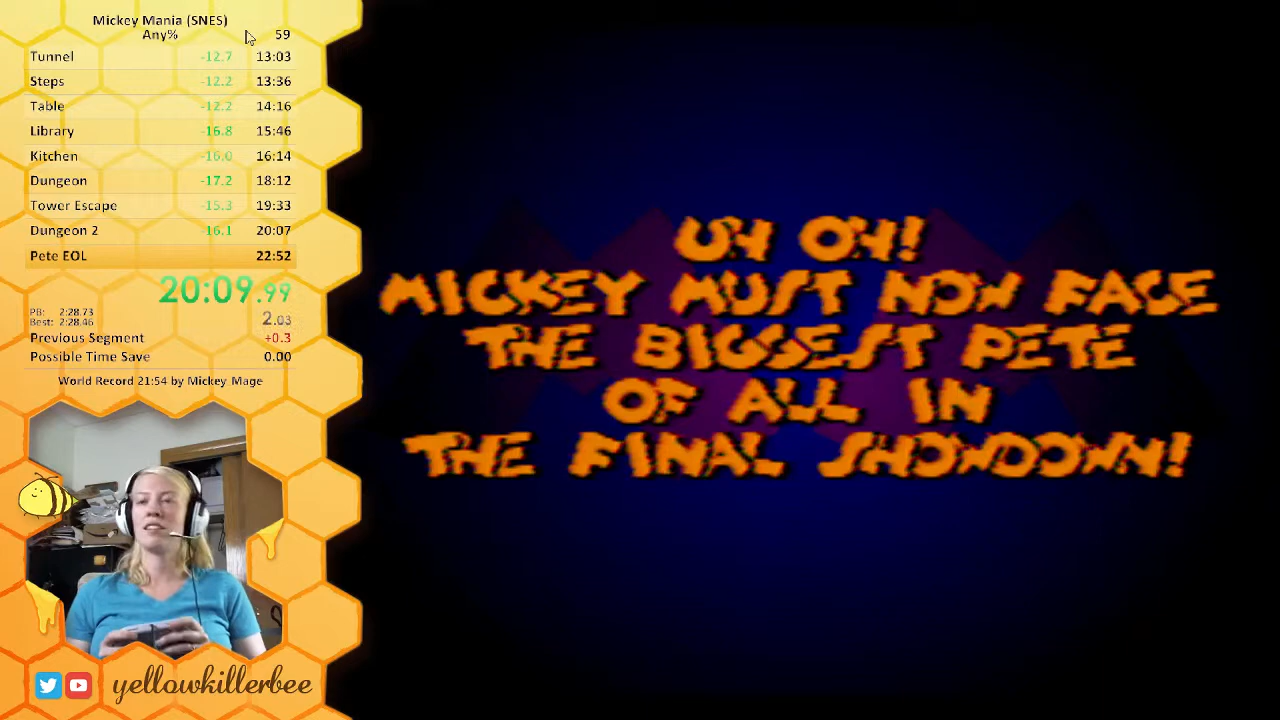 Mickey Mania (SNES)
Any% 59
Tunnel -12.7 13:03
Steps -12.2 13:36
Table -12.2 14:16
Library -16.8 15:46
Kitchen -16.0 16:14
Dungeon -17.2 18:12
Tower Escape -15.3 19:33
Dungeon 2 -16.1 20:07
Pete EOL 22:52
20:09.99
PB: 2:28.73
Best: 2:28.46
2.03
Previous Segment +0.3
Possible Time Save 0.00
World Record 21:54 by Mickey Mage
yellowkillerbee
UH OH!
MICKEY MUST NOW FACE
THE BIGGEST PETE
OF ALL IN
THE FINAL SHOWDOWN!